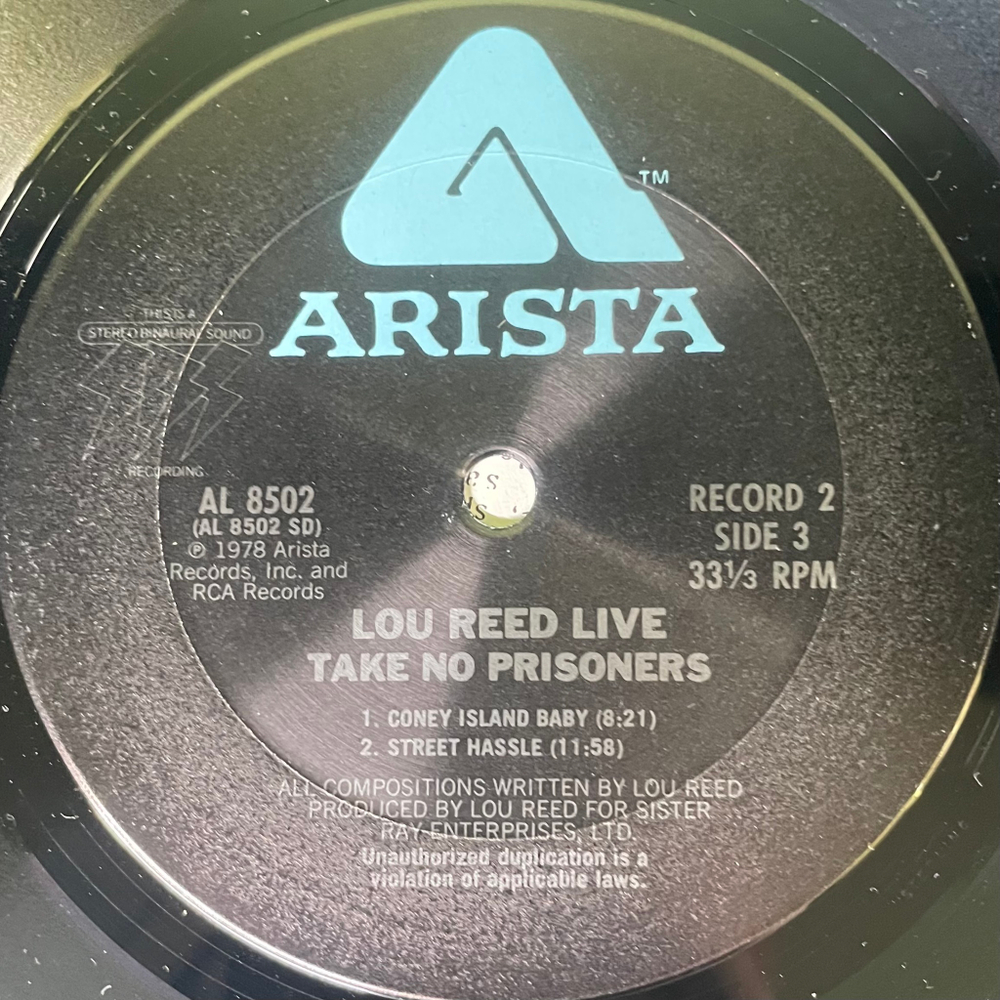 TM
ARISTA
THIS IS A
STEREO BINAURAL SOUND
RECORDING
AL 8502
(AL 8502 SD)
℗ 1978 Arista
Records, Inc. and
RCA Records
RECORD 2
SIDE 3
33⅓ RPM
LOU REED LIVE
TAKE NO PRISONERS
1. CONEY ISLAND BABY (8:21)
2. STREET HASSLE (11:58)
ALL COMPOSITIONS WRITTEN BY LOU REED
PRODUCED BY LOU REED FOR SISTER
RAY ENTERPRISES, LTD.
Unauthorized duplication is a
violation of applicable laws.